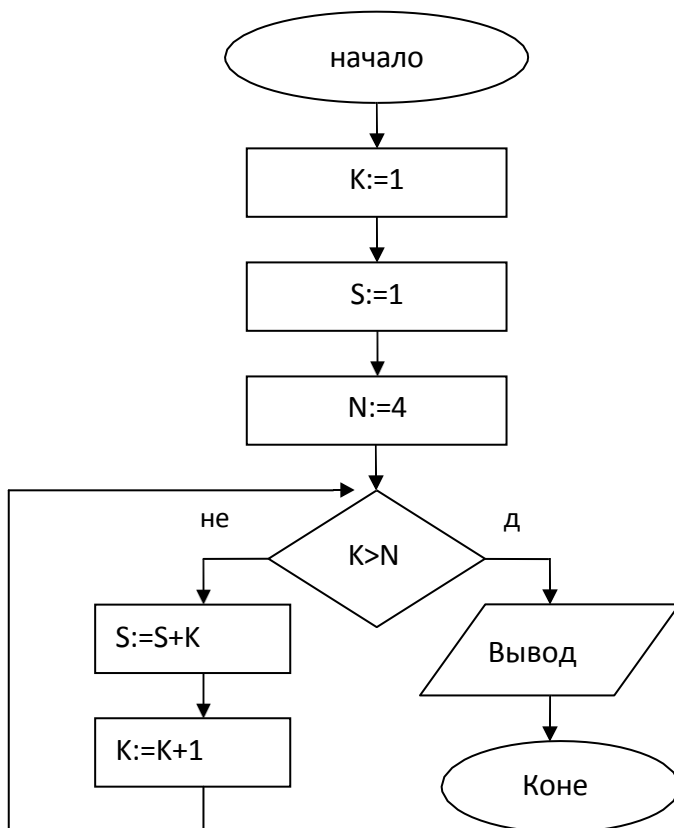 начало
K:=1
S:=1
N:=4
не
д
K>N
S:=S+K
Вывод
K:=K+1
Коне